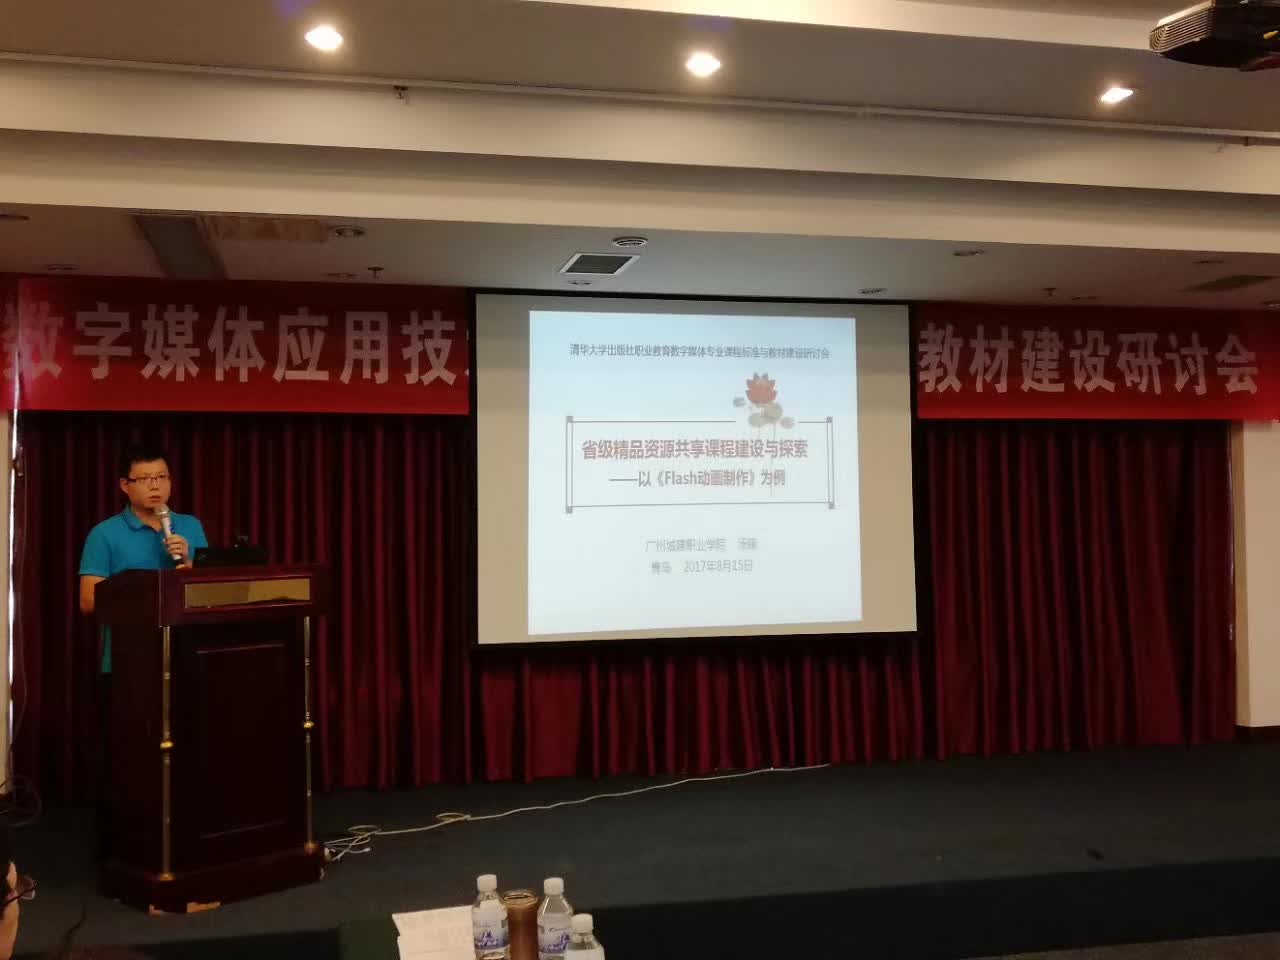 数字媒体应用技
教材建设研讨会
清华大学出版社职业教育数字媒体专业课程标准与教材建设研讨会
省级精品资源共享课程建设与探索
——以《Flash动画制作》为例
广州城建职业学院
青岛 2017年8月15日